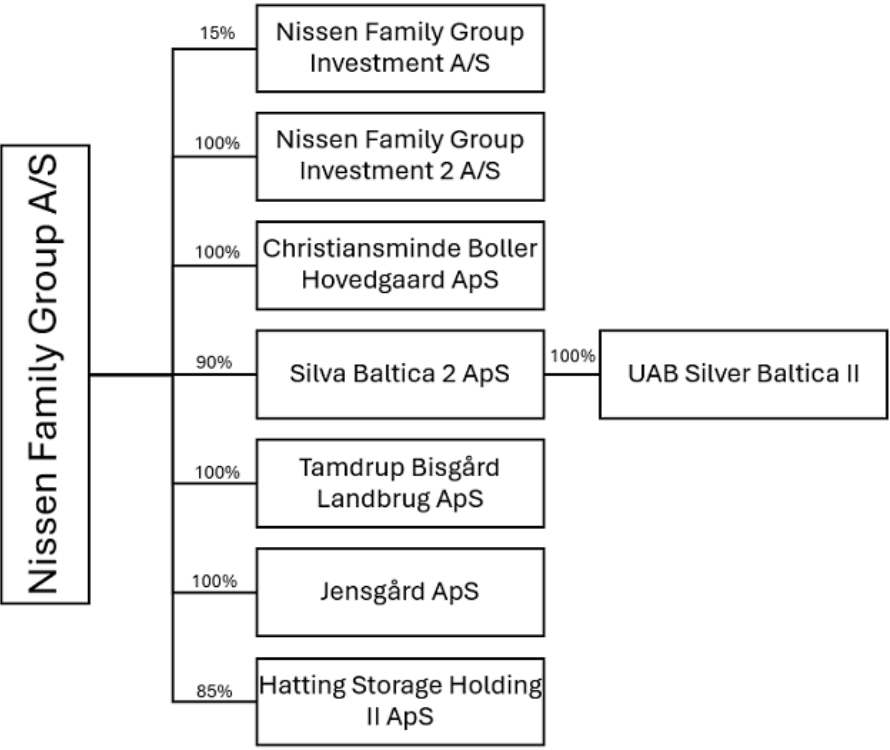 Nissen Family Group A/S
15%
Nissen Family Group
Investment A/S
100%
Nissen Family Group
Investment 2 A/S
100%
Christiansminde Boller
Hovedgaard ApS
90%
Silva Baltica 2 ApS
100%
UAB Silver Baltica II
100%
Tamdrup Bisgård
Landbrug ApS
100%
Jensgård ApS
85%
Hatting Storage Holding
II ApS